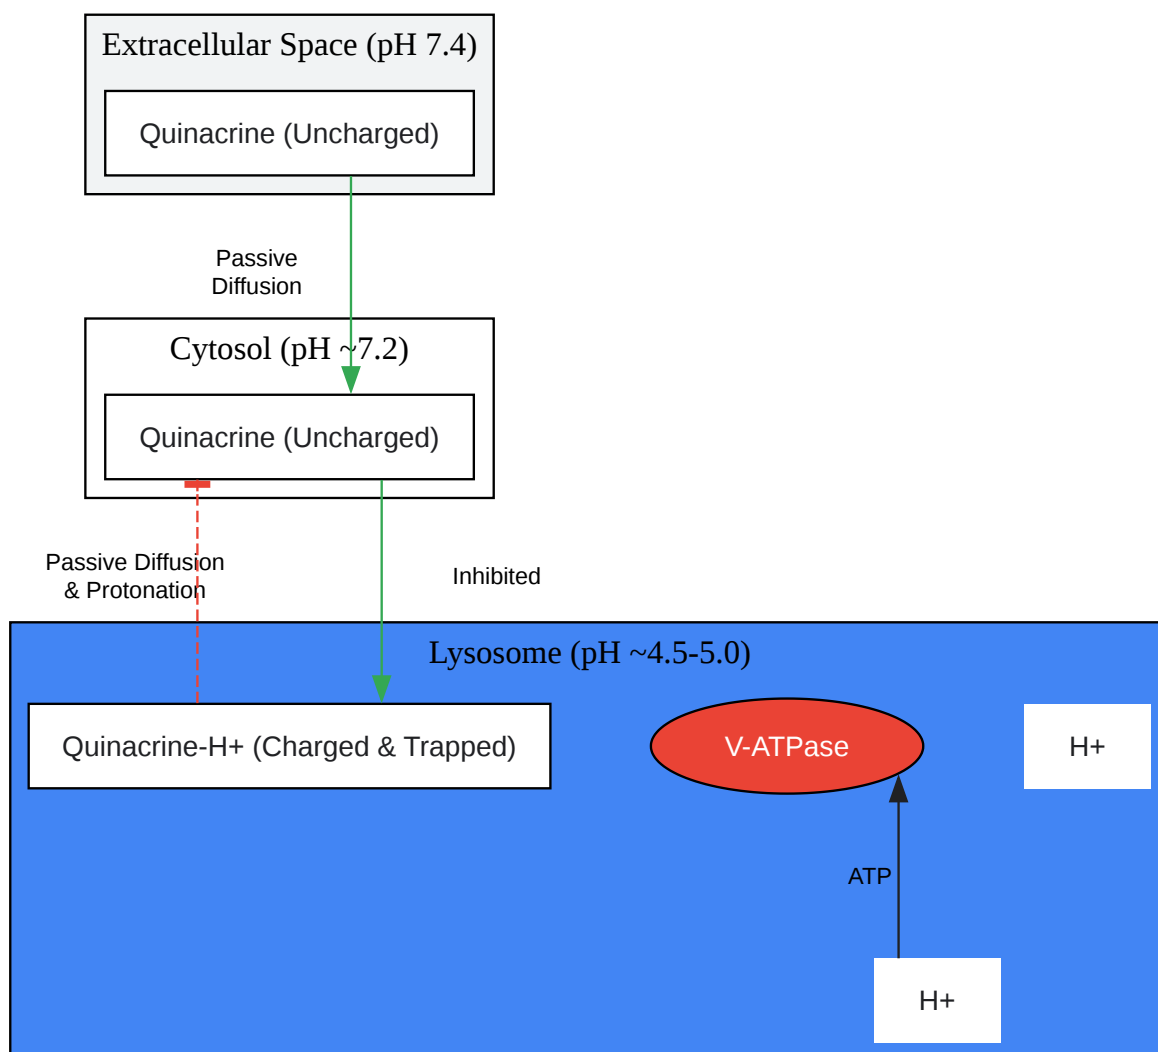 Extracellular Space (pH 7.4)
Quinacrine (Uncharged)
Passive
Diffusion
Cytosol (pH ~7.2)
Quinacrine (Uncharged)
Passive Diffusion
& Protonation
Inhibited
Lysosome (pH ~4.5-5.0)
Quinacrine-H+ (Charged & Trapped)
V-ATPase
H+
ATP
H+